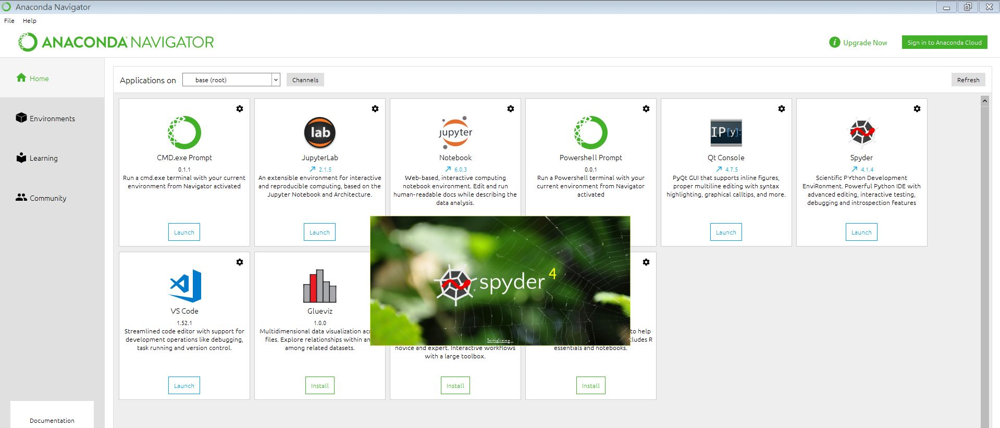 Anaconda Navigator
File Help
ANACONDA NAVIGATOR
i Upgrade Now
Sign in to Anaconda Cloud
Home
Environments
Learning
Community
Documentation
Applications on
base (root)
Channels
Refresh
CMD.exe Prompt
0.1.1
Run a cmd.exe terminal with your current
environment from Navigator activated
Launch
lab
JupyterLab
2.1.5
An extensible environment for interactive
and reproducible computing, based on the
Jupyter Notebook and Architecture.
Launch
jupyter
Notebook
6.0.3
Web-based, interactive computing
notebook environment. Edit and run
human-readable docs while describing the
data analysis.
Powershell Prompt
0.0.1
Run a Powershell terminal with your
current environment from Navigator
activated
IP[y]:
Qt Console
4.7.5
PyQt GUI that supports inline figures,
proper multiline editing with syntax
highlighting, graphical calltips, and more.
Launch
Spyder
4.1.4
Scientific PYthon Development
EnviRonment. Powerful Python IDE with
advanced editing, interactive testing,
debugging and introspection features
Launch
spyder 4
Initializing...
VS Code
1.52.1
Streamlined code editor with support for
development operations like debugging,
task running and version control.
Launch
Glueviz
1.0.0
Multidimensional data visualization
files. Explore relationships within
among related datasets.
Install
novice and expert. Interactive workflows
with a large toolbox.
Install
to help
R
essentials and notebooks.
Install